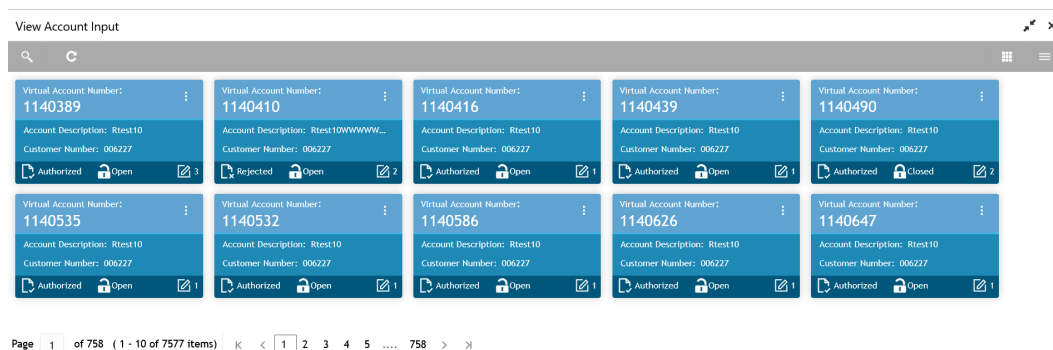 View Account Input
Virtual Account Number: Virtual Account Number: Virtual Account Number: Virtual Account Number: Virtual Account Number:
1140389 1140410 1140416 1140439 1140490
Account Description: Rtest10 Account Description: Rtest10WWWWW... Account Description: Rtest10 Account Description: Rtest10 Account Description: Rtest10
Customer Number: 006227 Customer Number: 006227 Customer Number: 006227 Customer Number: 006227 Customer Number: 006227
Authorized Open 3 Rejected Open 2 Authorized Open 1 Authorized Open 1 Authorized Closed 2
Virtual Account Number: Virtual Account Number: Virtual Account Number: Virtual Account Number: Virtual Account Number:
1140535 1140532 1140586 1140626 1140647
Account Description: Rtest10 Account Description: Rtest10 Account Description: Rtest10 Account Description: Rtest10 Account Description: Rtest10
Customer Number: 006227 Customer Number: 006227 Customer Number: 006227 Customer Number: 006227 Customer Number: 006227
Authorized Open 1 Authorized Open 1 Authorized Open 1 Authorized Open 1 Authorized Open 1
Page 1 of 758 ( 1 - 10 of 7577 items) 1 2 3 4 5 .... 758